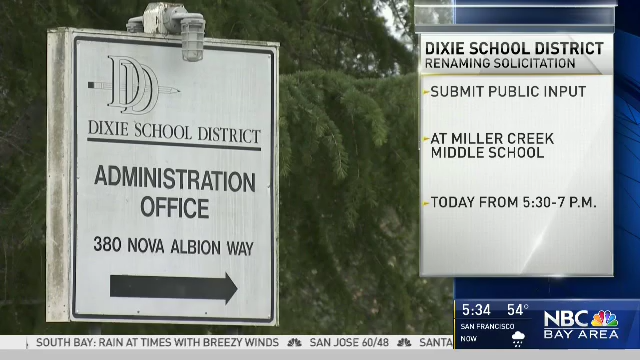 DD
DIXIE SCHOOL DISTRICT
ADMINISTRATION
OFFICE
380 NOVA ALBION WAY
DIXIE SCHOOL DISTRICT
RENAMING SOLICITATION
SUBMIT PUBLIC INPUT
AT MILLER CREEK
MIDDLE SCHOOL
TODAY FROM 5:30-7 P.M.
5:34 54°
SAN FRANCISCO
NOW
NBC
BAY AREA
SOUTH BAY: RAIN AT TIMES WITH BREEZY WINDS SAN JOSE 60/48 SANTA